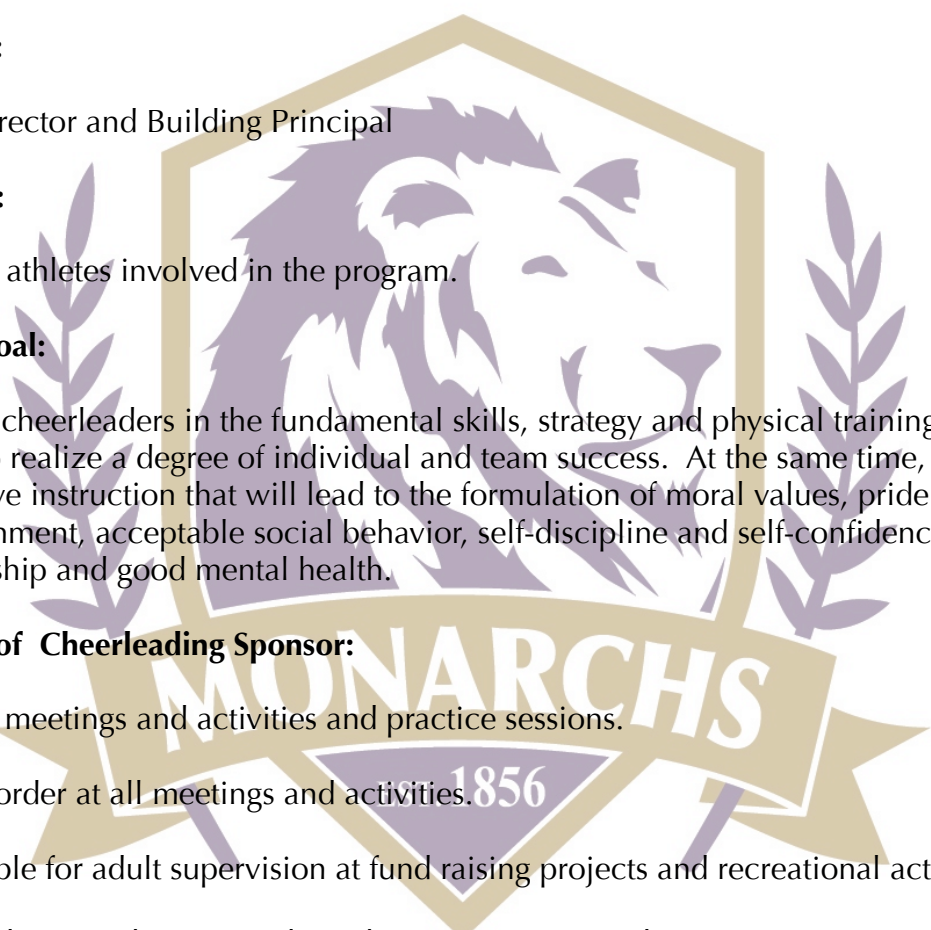 :
rector and Building Principal
:
athletes involved in the program.
oal:
cheerleaders in the fundamental skills, strategy and physical training
realize a degree of individual and team success.  At the same time,
ve instruction that will lead to the formulation of moral values, pride
nment, acceptable social behavior, self-discipline and self-confidenc
ship and good mental health.
of  Cheerleading Sponsor:
MONARCHS
meetings and activities and practice sessions.
order at all meetings and activities.
EST. 1856
ble for adult supervision at fund raising projects and recreational act